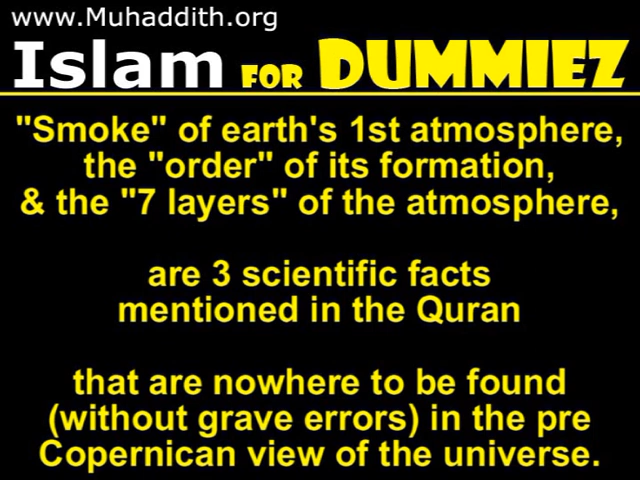 www.Muhaddith.org
Islam FOR DUMMIEZ
"Smoke" of earth's 1st atmosphere,
the "order" of its formation,
& the "7 layers" of the atmosphere,
are 3 scientific facts
mentioned in the Quran
that are nowhere to be found
(without grave errors) in the pre
Copernican view of the universe.